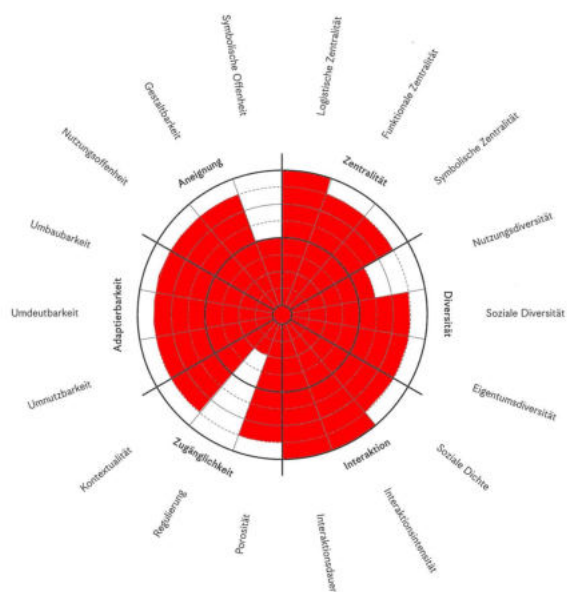 Logistische Zentralität
Funktionale Zentralität
Symbolische Zentralität
Nutzungsdiversität
Soziale Diversität
Eigentumsdiversität
Soziale Dichte
Interaktionsintensität
Interaktionsdauer
Porosität
Regulierung
Kontextualität
Umnutzbarkeit
Umdeutbarkeit
Umbaubarkeit
Nutzungsoffenheit
Gestaltbarkeit
Symbolische Offenheit
Zentralität
Diversität
Interaktion
Zugänglichkeit
Adaptierbarkeit
Aneignung